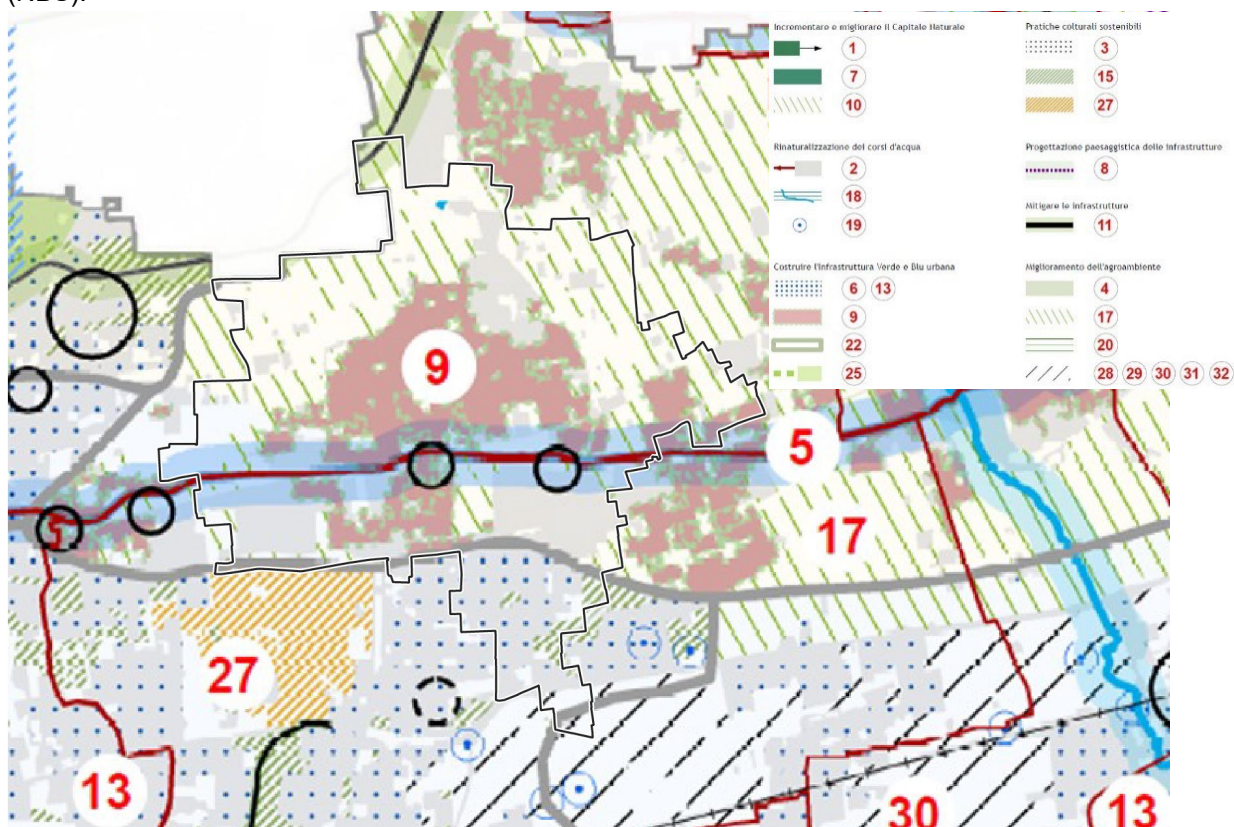 (NBS).
Incrementare e migliorare il Capitale Naturale
1
7
10
Rinaturalizzazione dei corsi d'acqua
2
18
19
Costruire l'Infrastruttura Verde e Blu urbana
6 13
9
22
25
Pratiche colturali sostenibili
3
15
27
Progettazione paesaggistica delle infrastrutture
8
Mitigare le infrastrutture
11
Miglioramento dell'agroambiente
4
17
20
28 29 30 31 32
9
5
17
27
13
30
13